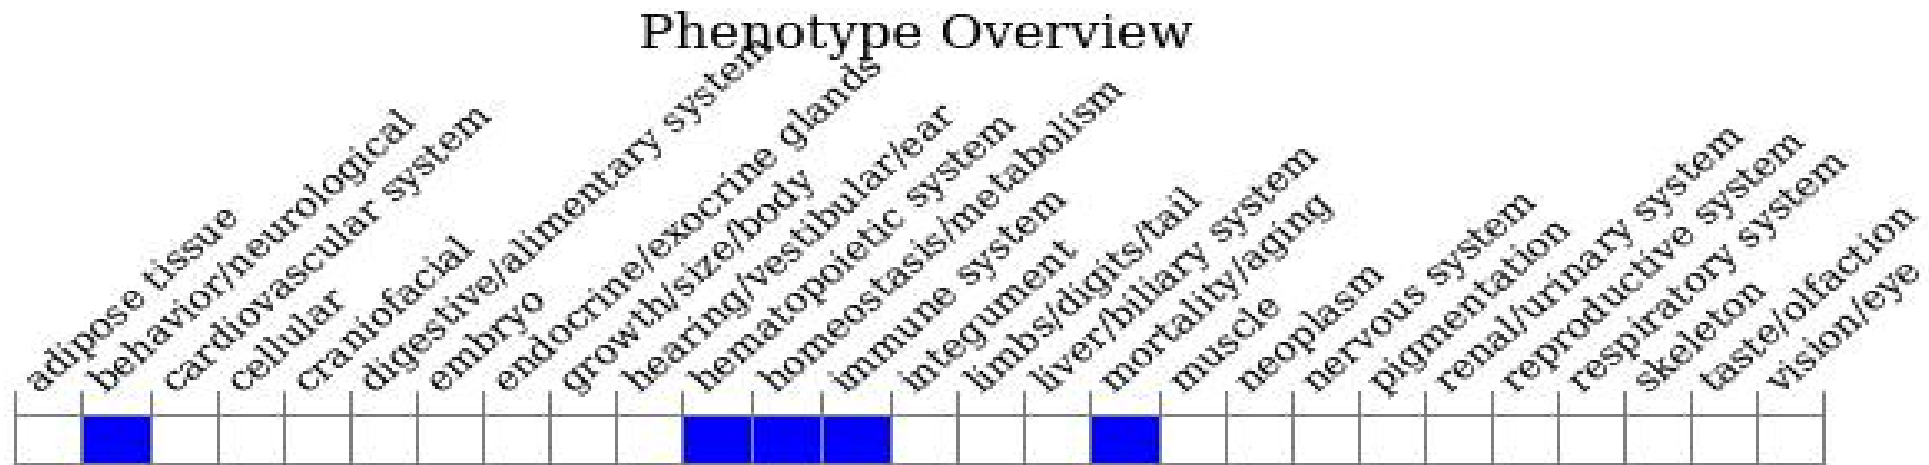 Phenotype Overview
adipose tissue
behavior/neurological
cardiovascular system
cellular
craniofacial
digestive/alimentary system
embryo
endocrine/exocrine glands
growth/size/body
hearing/vestibular/ear
hematopoietic system
homeostasis/metabolism
immune system
integument
limbs/digits/tail
liver/biliary system
mortality/aging
muscle
neoplasm
nervous system
pigmentation
renal/urinary system
reproductive system
respiratory system
skeleton
taste/olfaction
vision/eye